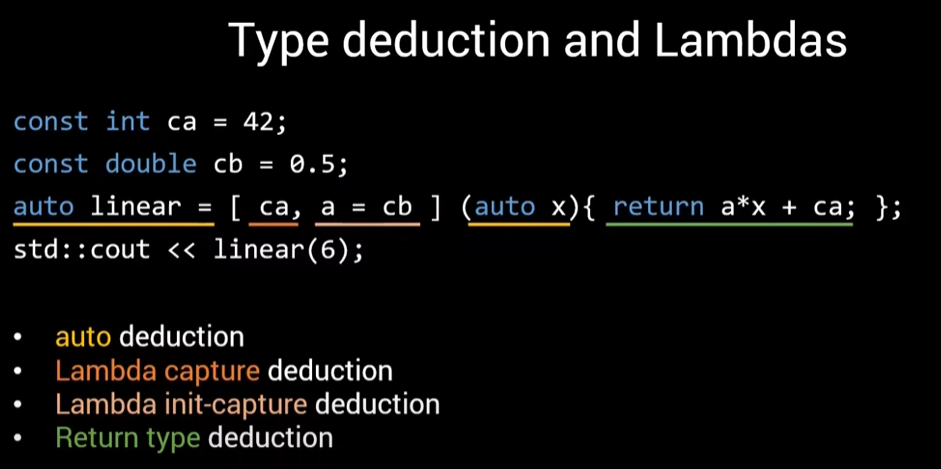 Type deduction and Lambdas
const int ca = 42;
const double cb = 0.5;
auto linear = [ ca, a = cb ] (auto x){ return a*x + ca; };
std::cout << linear(6);
• auto deduction
• Lambda capture deduction
• Lambda init-capture deduction
• Return type deduction